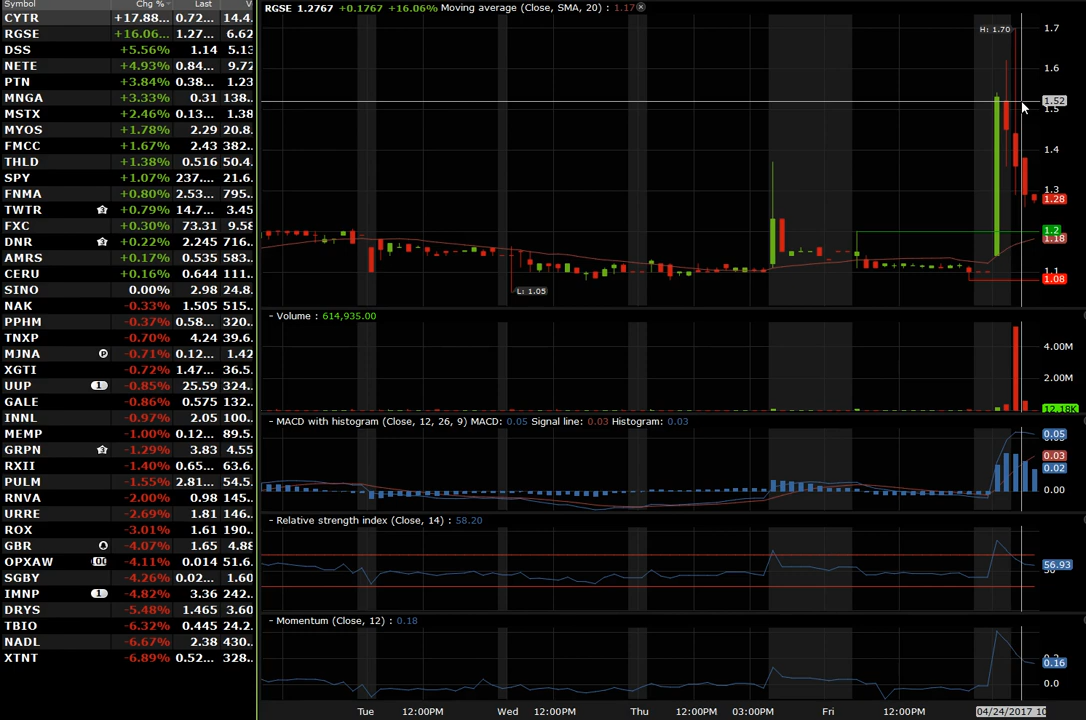 Symbol Chg % Last V
CYTR +17.88... 0.72... 14.4.
RGSE +16.06... 1.27... 6.62
DSS +5.56% 1.14 5.13
NETE +4.93% 0.84... 9.72
PTN +3.84% 0.38... 1.23
MNGA +3.33% 0.31 138..
MSTX +2.46% 0.13... 1.38
MYOS +1.78% 2.29 20.8.
FMCC +1.67% 2.43 382..
THLD +1.38% 0.516 50.4.
SPY +1.07% 237.... 21.6.
FNMA +0.80% 2.53... 795..
TWTR +0.79% 14.7... 3.45
FXC +0.30% 73.31 9.58
DNR +0.22% 2.245 716..
AMRS +0.17% 0.535 583..
CERU +0.16% 0.644 111..
SINO 0.00% 2.98 24.8.
NAK -0.33% 1.505 515..
PPHM -0.37% 0.58... 320..
TNXP -0.70% 4.24 39.6.
MJNA -0.71% 0.12... 1.42
XGTI -0.72% 1.47... 36.5.
UUP 1 -0.85% 25.59 324..
GALE -0.86% 0.575 132..
INNL -0.97% 2.05 100..
MEMP -1.00% 0.12... 89.5.
GRPN -1.29% 3.83 4.55
RXII -1.40% 0.65... 63.6.
PULM -1.55% 2.81... 54.5.
RNVA -2.00% 0.98 145..
URRE -2.69% 1.81 146..
ROX -3.01% 1.61 190..
GBR -4.07% 1.65 4.88
OPXAW -4.11% 0.014 51.6.
SGBY -4.26% 0.02... 1.60
IMNP 1 -4.82% 3.36 242..
DRYS -5.48% 1.465 3.60
TBIO -6.32% 0.445 24.2.
NADL -6.67% 2.38 430..
XTNT -6.89% 0.52... 328..
RGSE 1.2767 +0.1767 +16.06% Moving average (Close, SMA, 20) : 1.17
H: 1.70
1.7
1.6
1.52
1.5
1.4
1.3
1.28
1.2
1.18
1.1
1.08
L: 1.05
- Volume : 614,935.00
4.00M
2.00M
12.18K
- MACD with histogram (Close, 12, 26, 9) MACD: 0.05 Signal line: 0.03 Histogram: 0.03
0.05
0.03
0.02
0.00
- Relative strength index (Close, 14) : 58.20
56.93
- Momentum (Close, 12) : 0.18
0.16
0.0
Tue 12:00PM Wed 12:00PM Thu 12:00PM 03:00PM Fri 12:00PM 04/24/2017 10